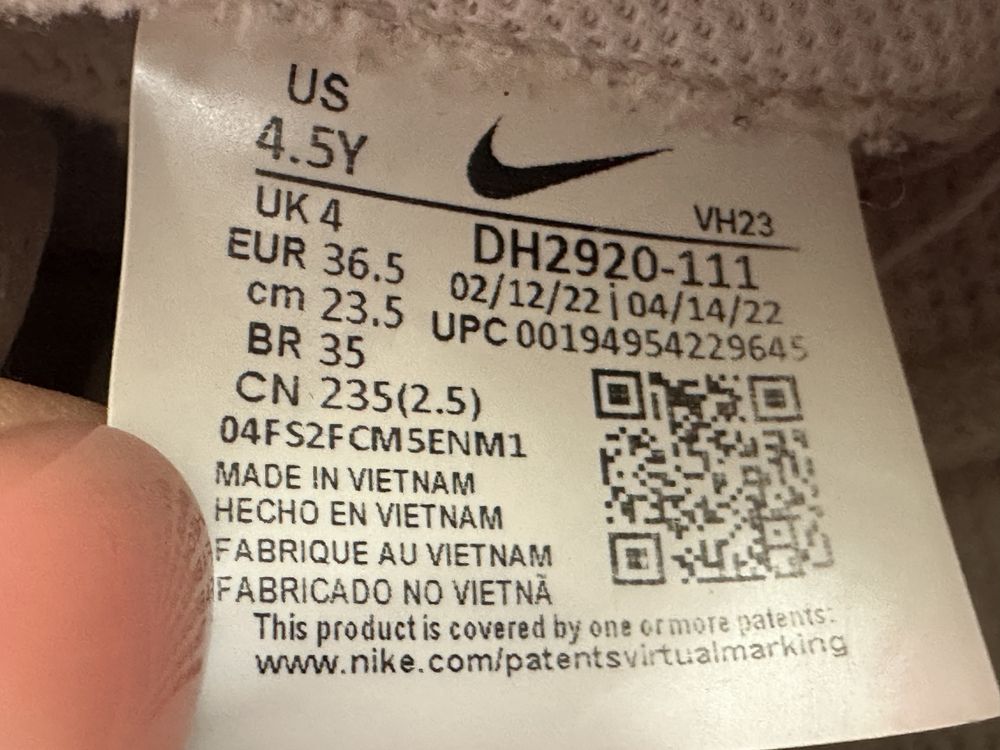 US
4.5Y
UK 4
EUR 36.5
cm 23.5
BR 35
CN 235(2.5)
VH23
DH2920-111
02/12/22 | 04/14/22
UPC 00194954229645
04FS2FCM5ENM1
MADE IN VIETNAM
HECHO EN VIETNAM
FABRIQUE AU VIETNAM
FABRICADO NO VIETNÃ
This product is covered by one or more patents:
www.nike.com/patentsvirtualmarking